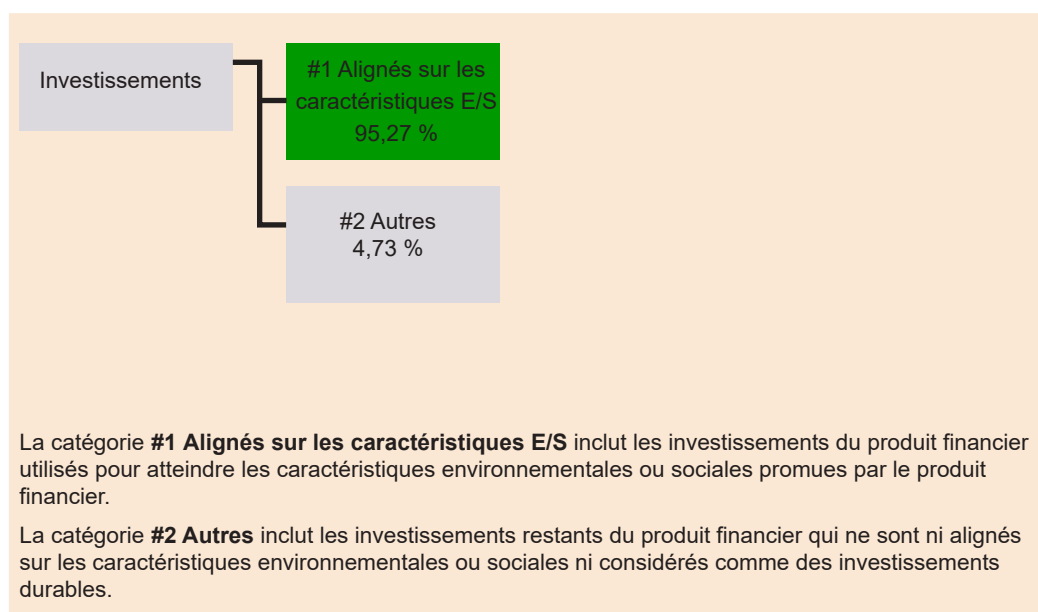 Investissements
#1 Alignés sur les
caractéristiques E/S
95,27 %
#2 Autres
4,73 %
La catégorie #1 Alignés sur les caractéristiques E/S inclut les investissements du produit financier
utilisés pour atteindre les caractéristiques environnementales ou sociales promues par le produit
financier.
La catégorie #2 Autres inclut les investissements restants du produit financier qui ne sont ni alignés
sur les caractéristiques environnementales ou sociales ni considérés comme des investissements
durables.